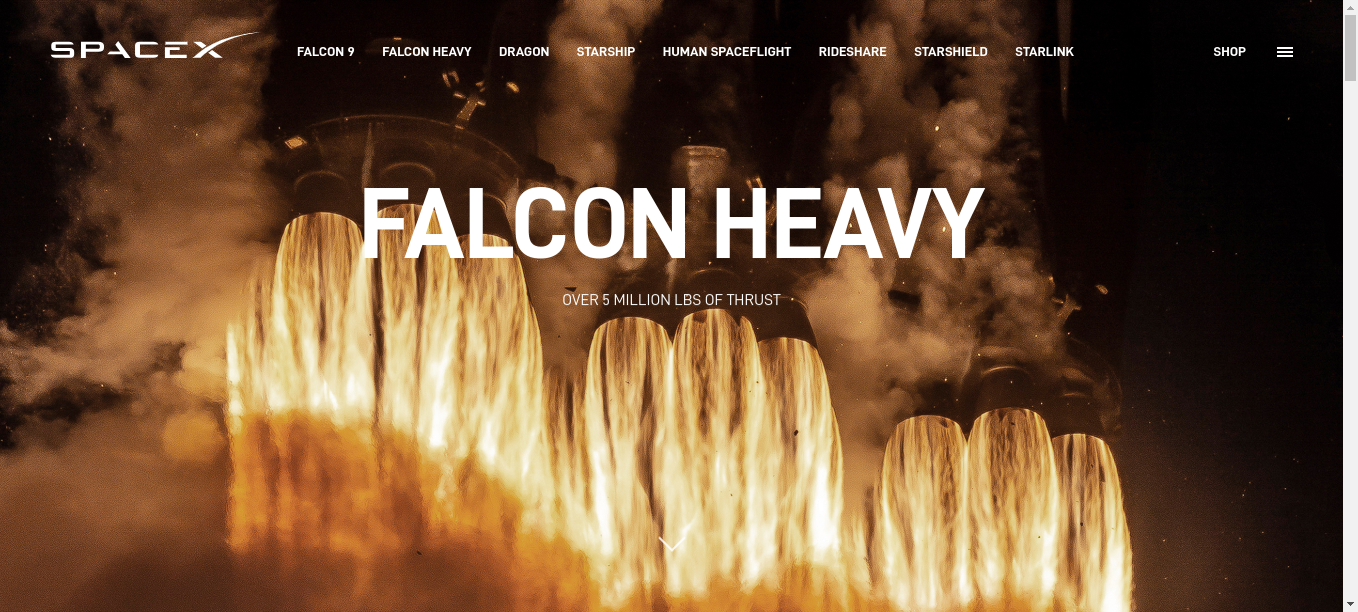 SPACEX FALCON 9 FALCON HEAVY DRAGON STARSHIP HUMAN SPACEFLIGHT RIDESHARE STARSHIELD STARLINK SHOP
FALCON HEAVY
OVER 5 MILLION LBS OF THRUST